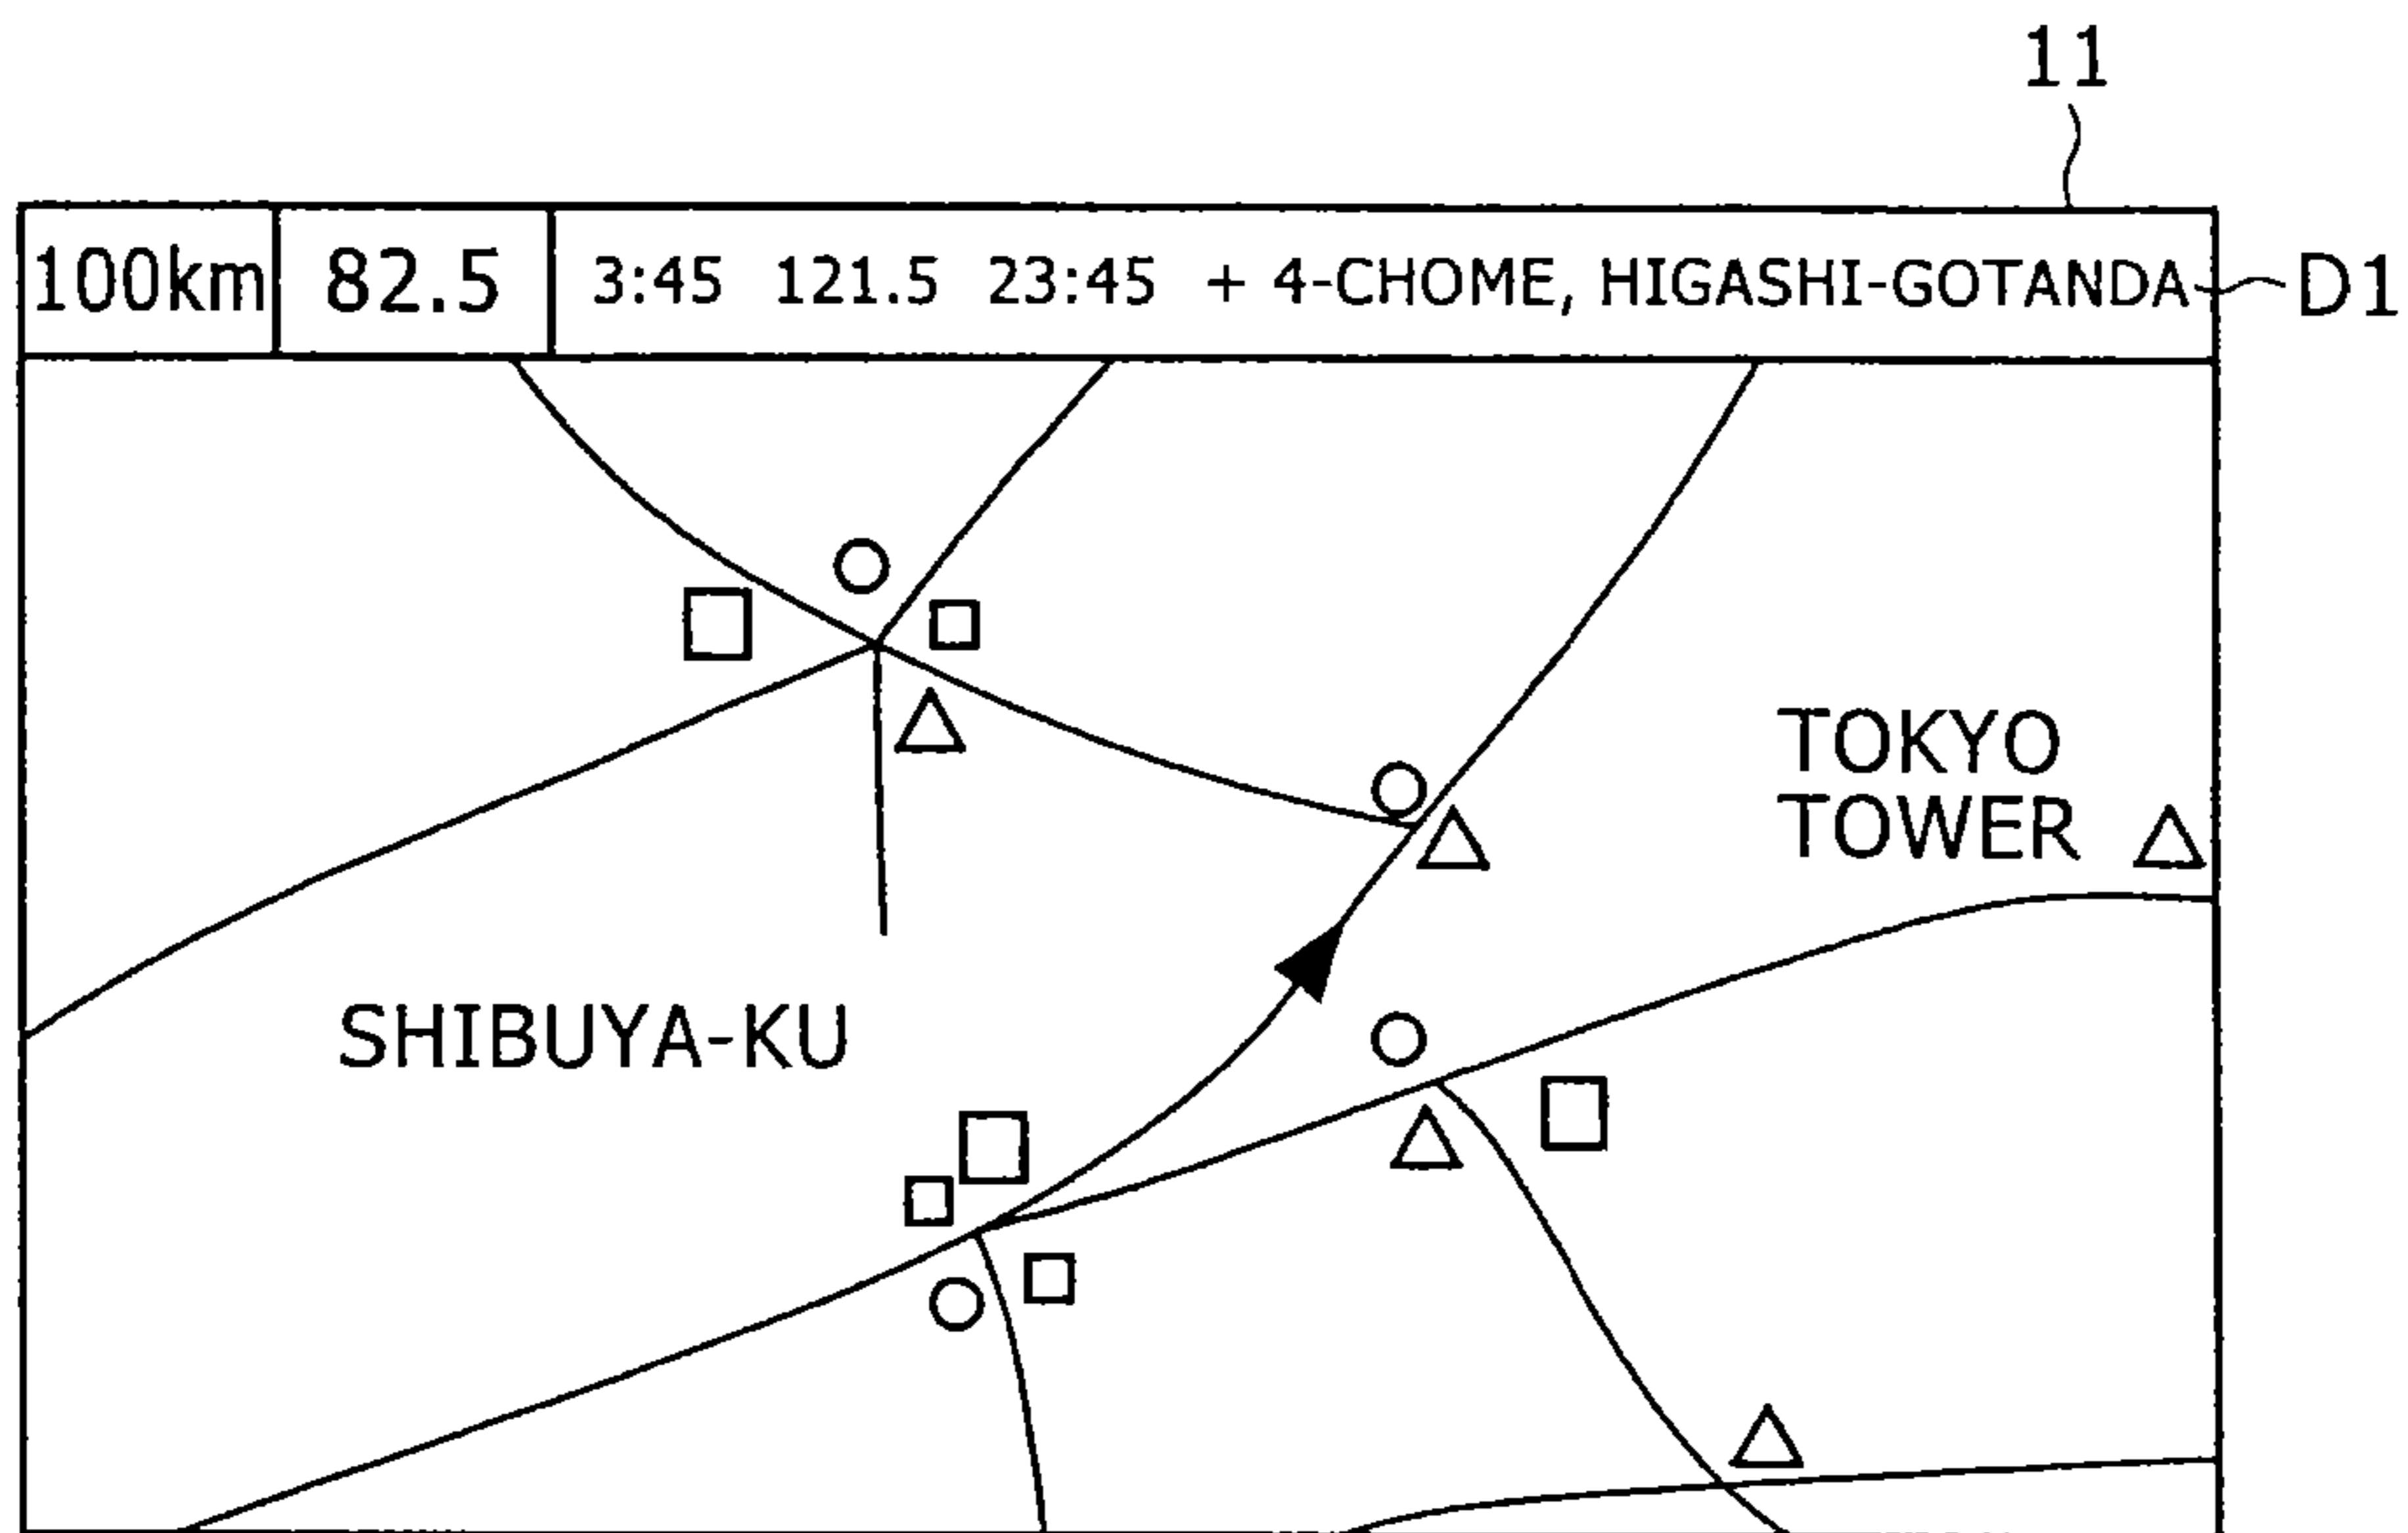 11
100km 82.5 3:45 121.5 23:45 + 4-CHOME, HIGASHI-GOTANDA D1
TOKYO
TOWER
SHIBUYA-KU